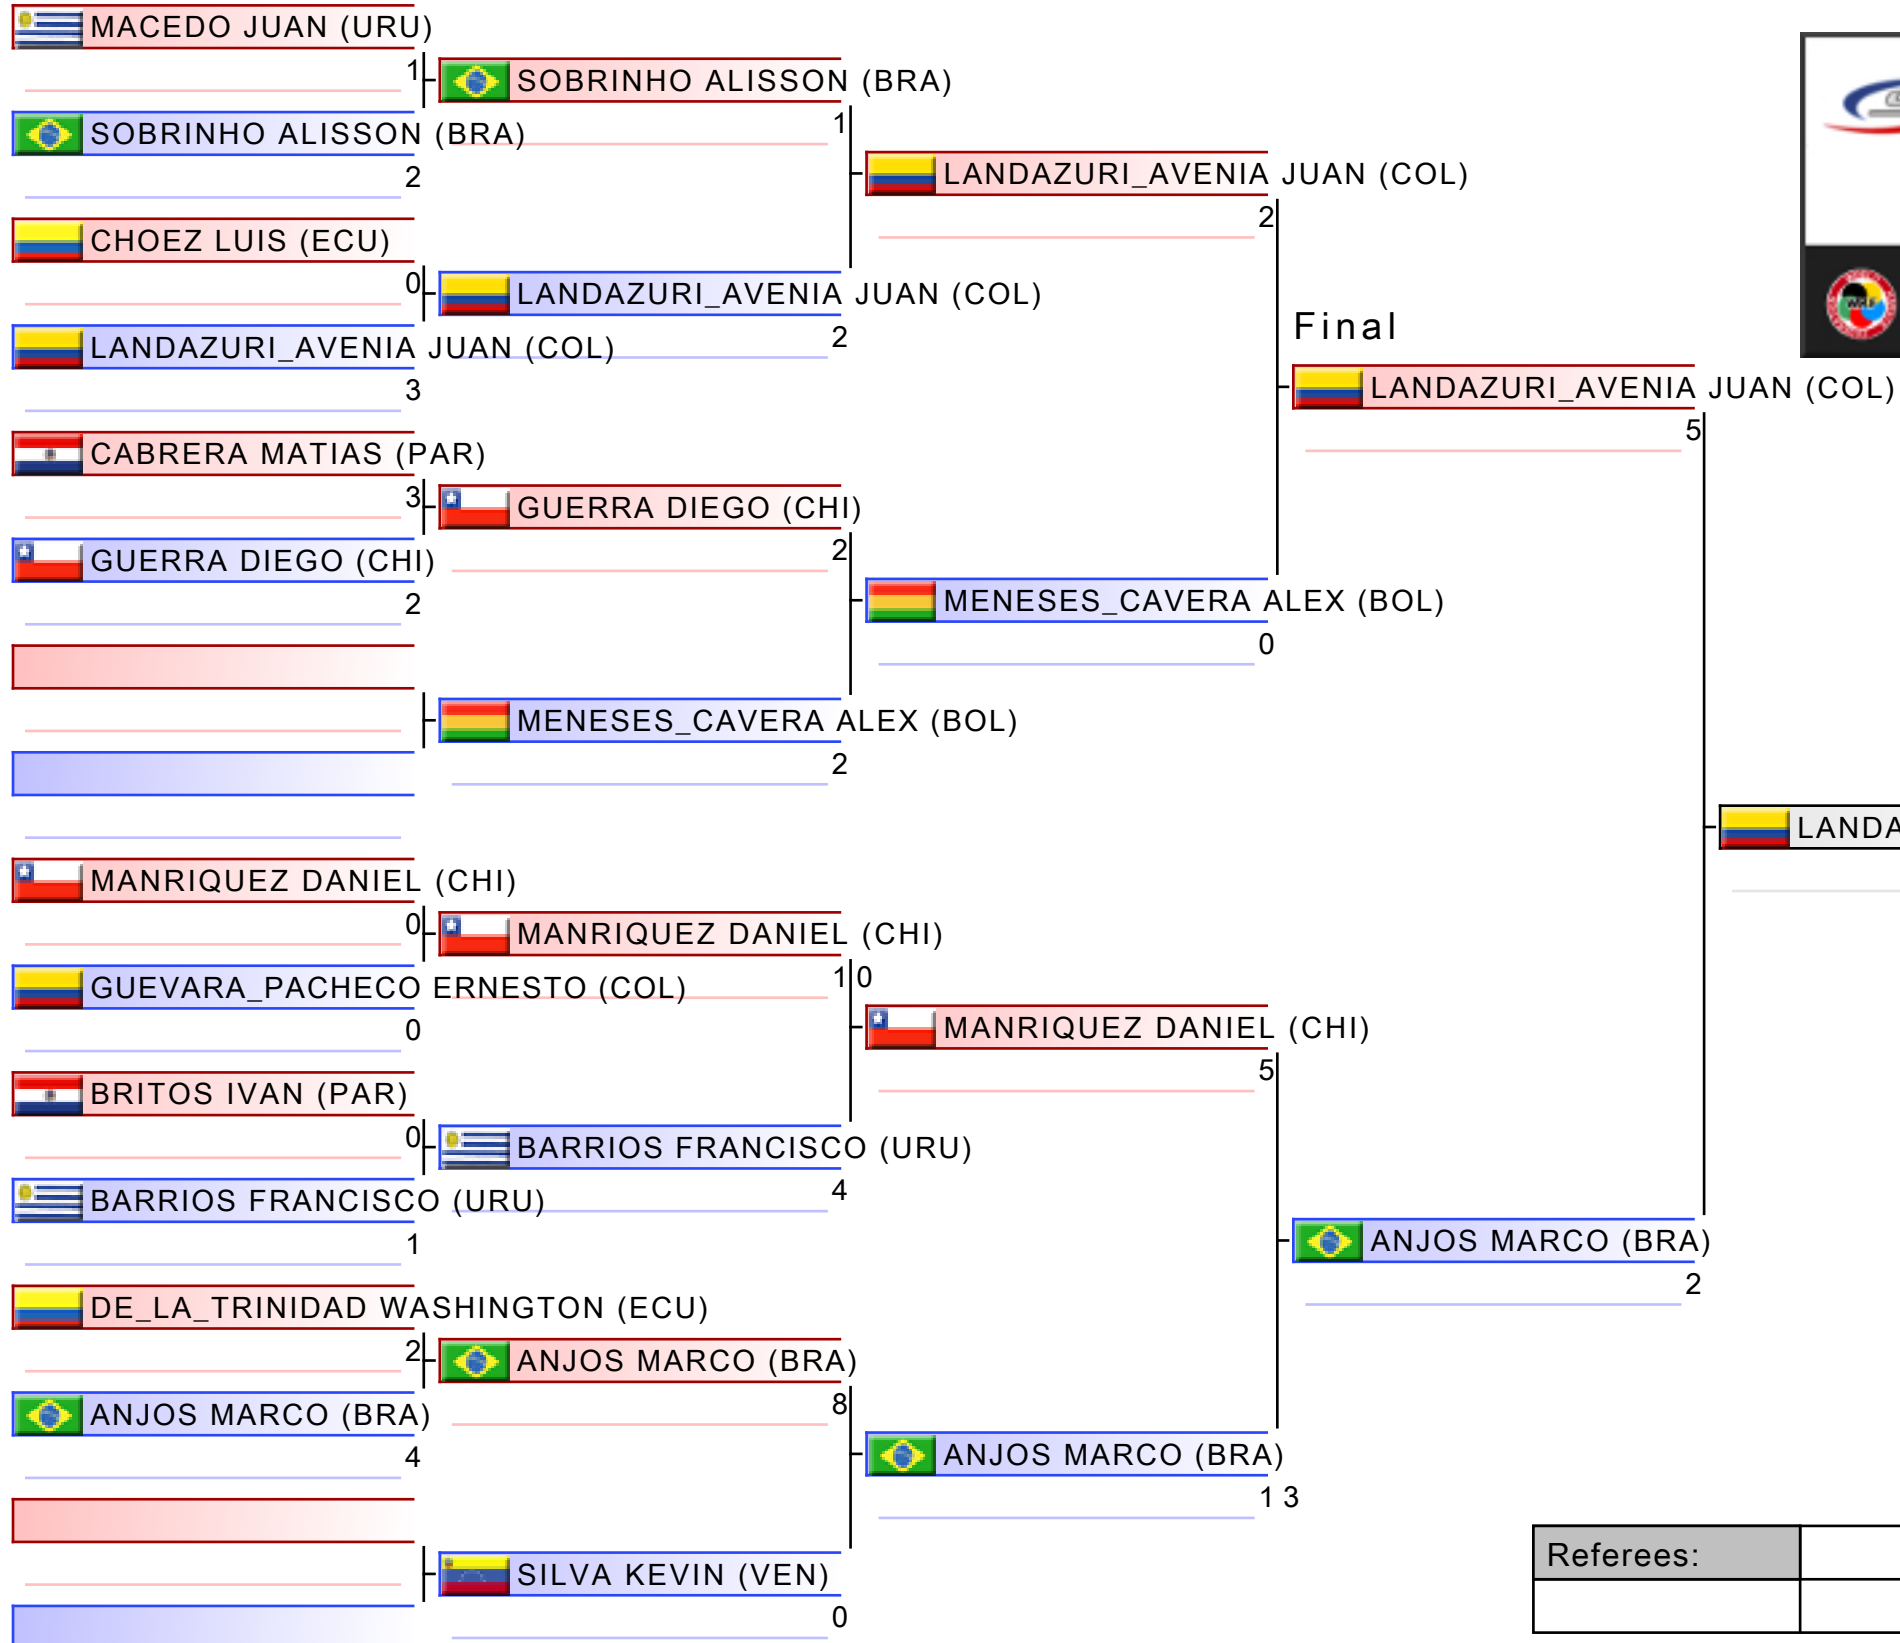 MACEDO JUAN (URU)
1
SOBRINHO ALISSON (BRA)
2
CHOEZ LUIS (ECU)
0
LANDAZURI_AVENIA JUAN (COL)
3
CABRERA MATIAS (PAR)
3
GUERRA DIEGO (CHI)
2
MANRIQUEZ DANIEL (CHI)
0
GUEVARA_PACHECO ERNESTO (COL)
0
BRITOS IVAN (PAR)
0
BARRIOS FRANCISCO (URU)
1
DE_LA_TRINIDAD WASHINGTON (ECU)
2
ANJOS MARCO (BRA)
4
SOBRINHO ALISSON (BRA)
1
LANDAZURI_AVENIA JUAN (COL)
2
GUERRA DIEGO (CHI)
2
MENESES_CAVERA ALEX (BOL)
2
MANRIQUEZ DANIEL (CHI)
10
BARRIOS FRANCISCO (URU)
4
ANJOS MARCO (BRA)
8
SILVA KEVIN (VEN)
0
LANDAZURI_AVENIA JUAN (COL)
2
MENESES_CAVERA ALEX (BOL)
0
MANRIQUEZ DANIEL (CHI)
5
ANJOS MARCO (BRA)
13
Final
LANDAZURI_AVENIA JUAN (COL)
5
ANJOS MARCO (BRA)
2
LANDA
Referees: